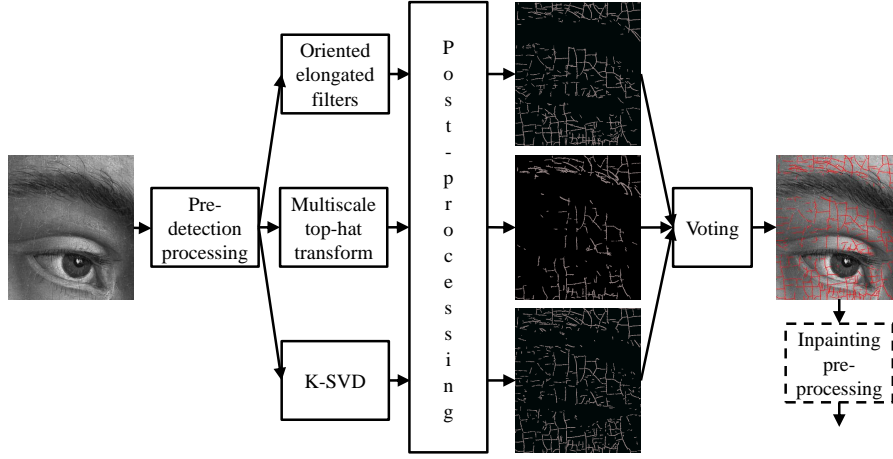 Pre-
detection
processing
Oriented
elongated
filters
Multiscale
top-hat
transform
K-SVD
P
o
s
t
-
p
r
o
c
e
s
s
i
n
g
Voting
Inpainting
pre-
processing